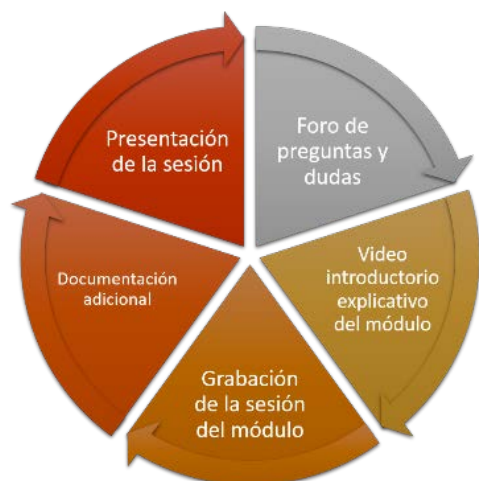 Presentación
de la sesión
Foro de
preguntas y
dudas
Video
introductorio
explicativo
del módulo
Grabación
de la sesión
del módulo
Documentación
adicional